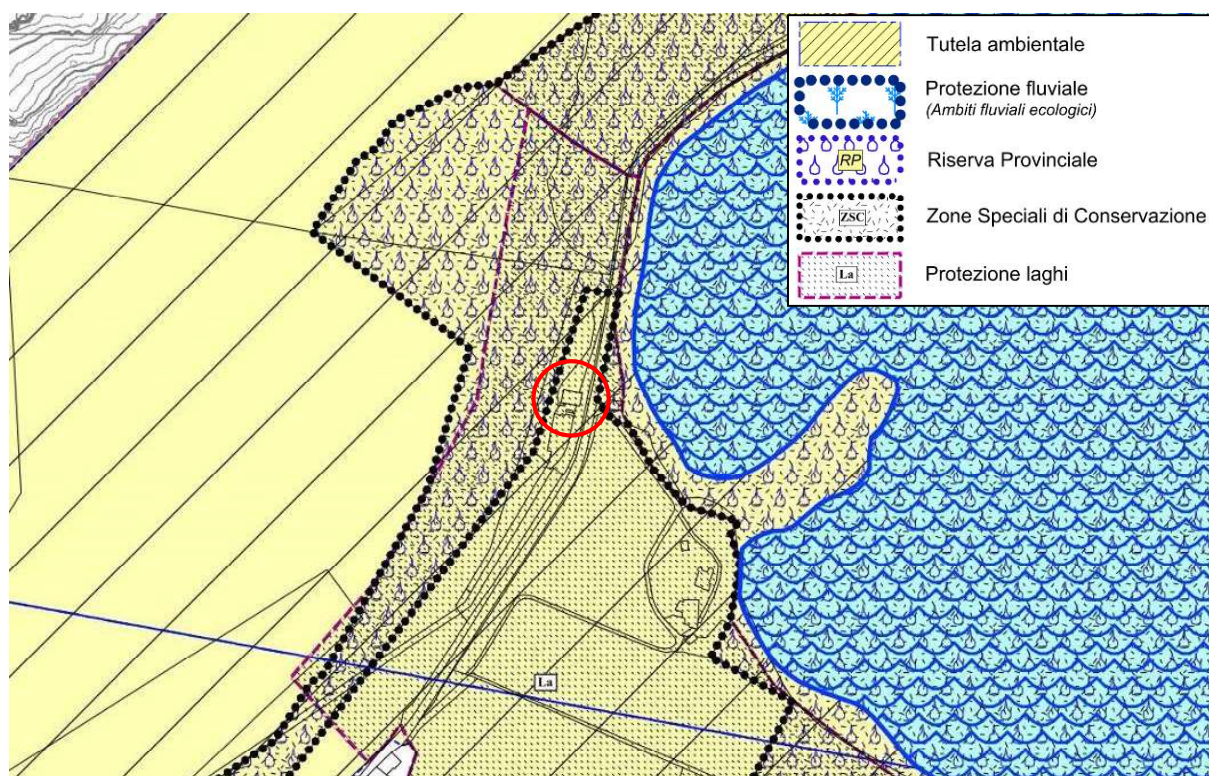 Tutela ambientale
Protezione fluviale
(Ambiti fluviali ecologici)
RP
Riserva Provinciale
ZSC
Zone Speciali di Conservazione
La
Protezione laghi
La